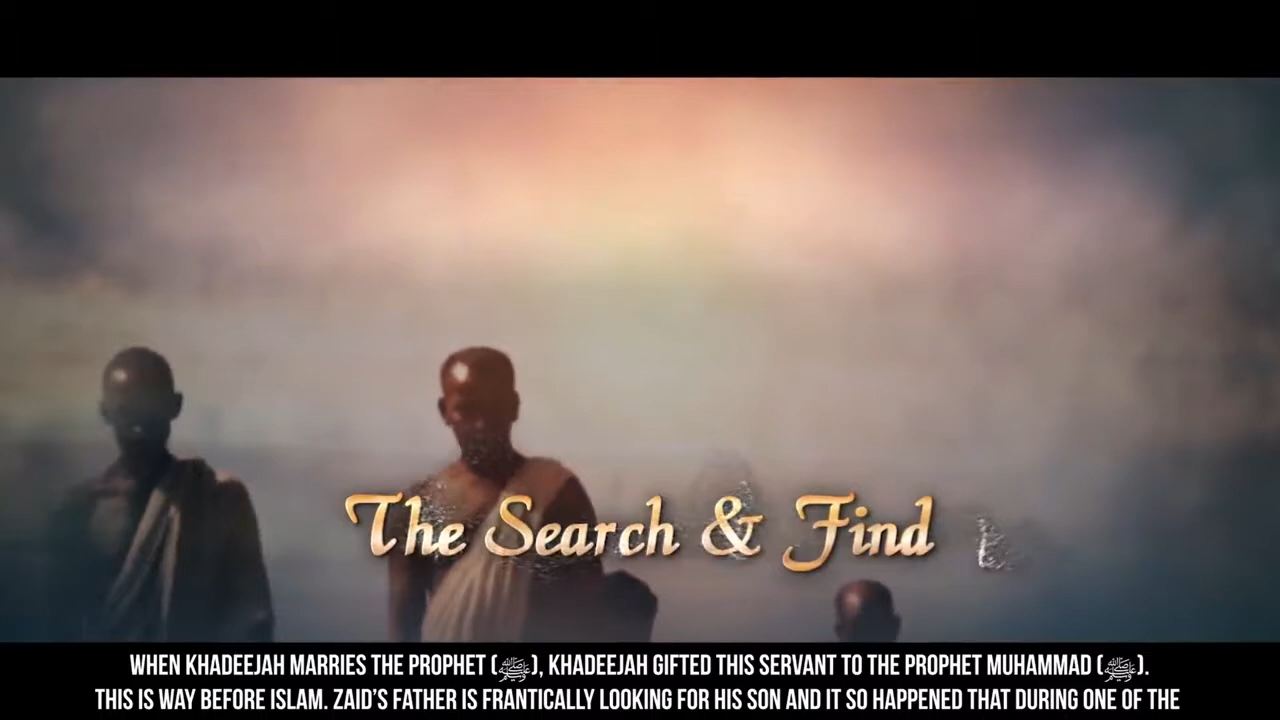 The Search & Find
WHEN KHADEEJAH MARRIES THE PROPHET (ﷺ), KHADEEJAH GIFTED THIS SERVANT TO THE PROPHET MUHAMMAD (ﷺ).
THIS IS WAY BEFORE ISLAM. ZAID'S FATHER IS FRANTICALLY LOOKING FOR HIS SON AND IT SO HAPPENED THAT DURING ONE OF THE